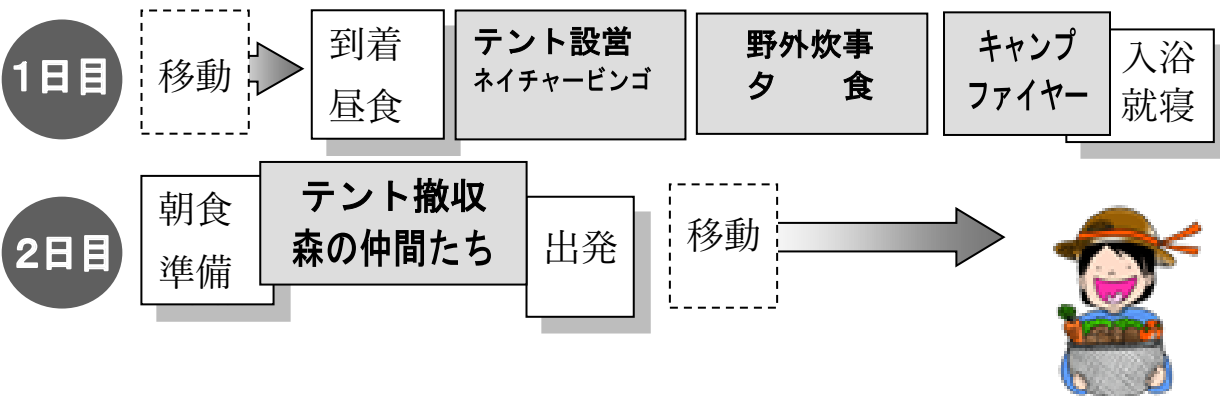 1日目
移動
到着
昼食
テント設営
ネイチャービンゴ
野外炊事
夕　　食
キャンプ
ファイヤー
入浴
就寝
2日目
朝食
準備
テント撤収
森の仲間たち
出発
移動